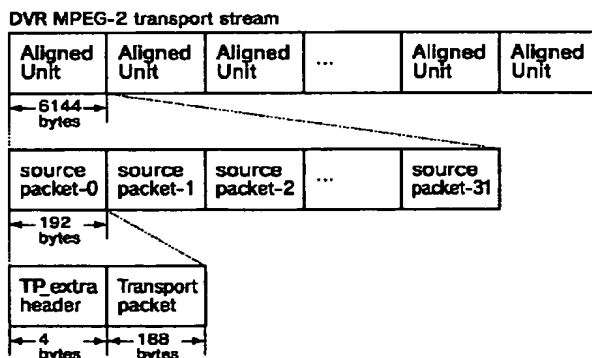 DVR MPEG-2 transport stream
Aligned Unit
Aligned Unit
Aligned Unit
...
Aligned Unit
Aligned Unit
6144 bytes
source packet-0
source packet-1
source packet-2
...
source packet-31
192 bytes
TP_extra header
Transport packet
4 bytes
188 bytes